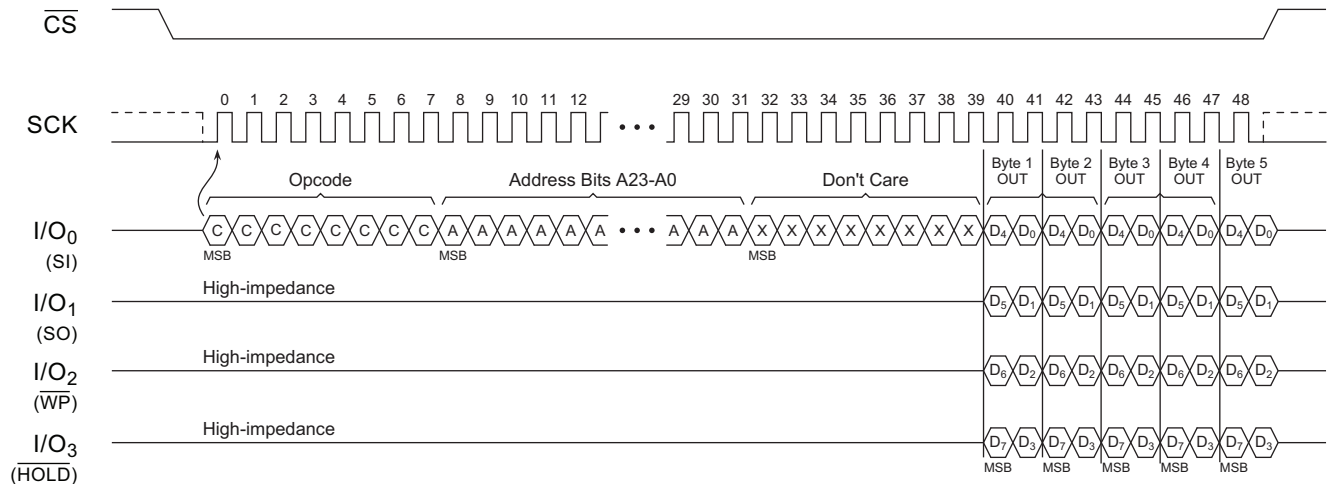 CS
SCK
0 1 2 3 4 5 6 7 8 9 10 11 12 29 30 31 32 33 34 35 36 37 38 39 40 41 42 43 44 45 46 47 48
• • •
Opcode
Address Bits A23-A0
Don't Care
Byte 1 OUT
Byte 2 OUT
Byte 3 OUT
Byte 4 OUT
Byte 5 OUT
I/O0 (SI)
C C C C C C C C A A A A A A • • • A A A X X X X X X X X D4 D0 D4 D0 D4 D0 D4 D0 D4 D0
MSB MSB MSB
I/O1 (SO)
High-impedance
D5 D1 D5 D1 D5 D1 D5 D1 D5 D1
I/O2 (WP)
High-impedance
D6 D2 D6 D2 D6 D2 D6 D2 D6 D2
I/O3 (HOLD)
High-impedance
D7 D3 D7 D3 D7 D3 D7 D3 D7 D3
MSB MSB MSB MSB MSB